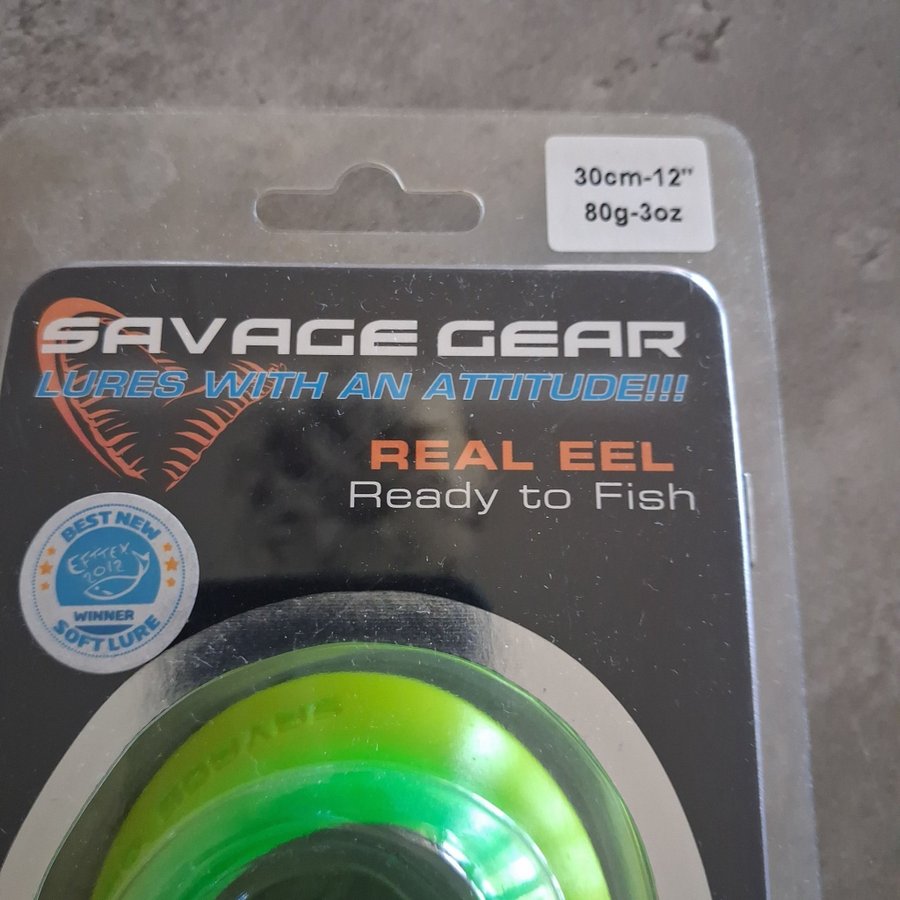 30cm-12"
80g-3oz
SAVAGE GEAR
LURES WITH AN ATTITUDE!!!
REAL EEL
Ready to Fish
BEST NEW
EFTTEX
2012
WINNER
SOFT LURE
SAVAGE